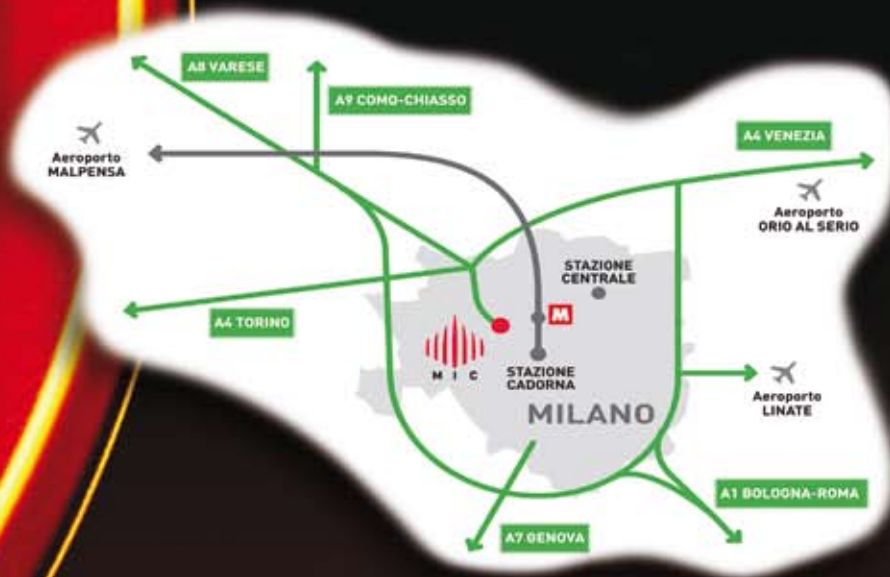 A8 VARESE
A9 COMO-CHIASSO
A4 VENEZIA
Aeroporto
MALPENSA
Aeroporto
ORIO AL SERIO
STAZIONE
CENTRALE
A4 TORINO
M
M I C
STAZIONE
CADORNA
MILANO
Aeroporto
LINATE
A1 BOLOGNA-ROMA
A7 GENOVA